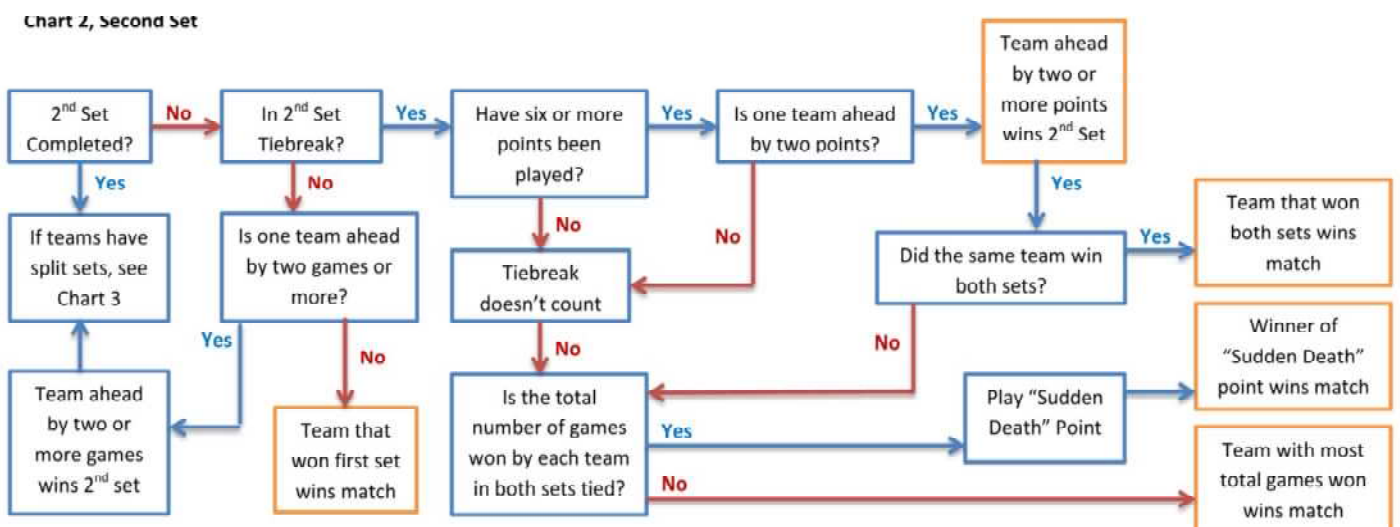 Chart 2, Second Set
2nd Set
Completed?
No
In 2nd Set
Tiebreak?
Yes
Have six or more
points been
played?
Yes
Is one team ahead
by two points?
Yes
Team ahead
by two or
more points
wins 2nd Set
Yes
No
Yes
If teams have
split sets, see
Chart 3
Is one team ahead
by two games or
more?
No
Tiebreak
doesn't count
No
Did the same team win
both sets?
Yes
Team that won
both sets wins
match
Yes
No
No
No
Winner of
"Sudden Death"
point wins match
Team ahead
by two or
more games
wins 2nd set
Team that
won first set
wins match
Is the total
number of games
won by each team
in both sets tied?
Yes
Play "Sudden
Death" Point
No
Team with most
total games won
wins match